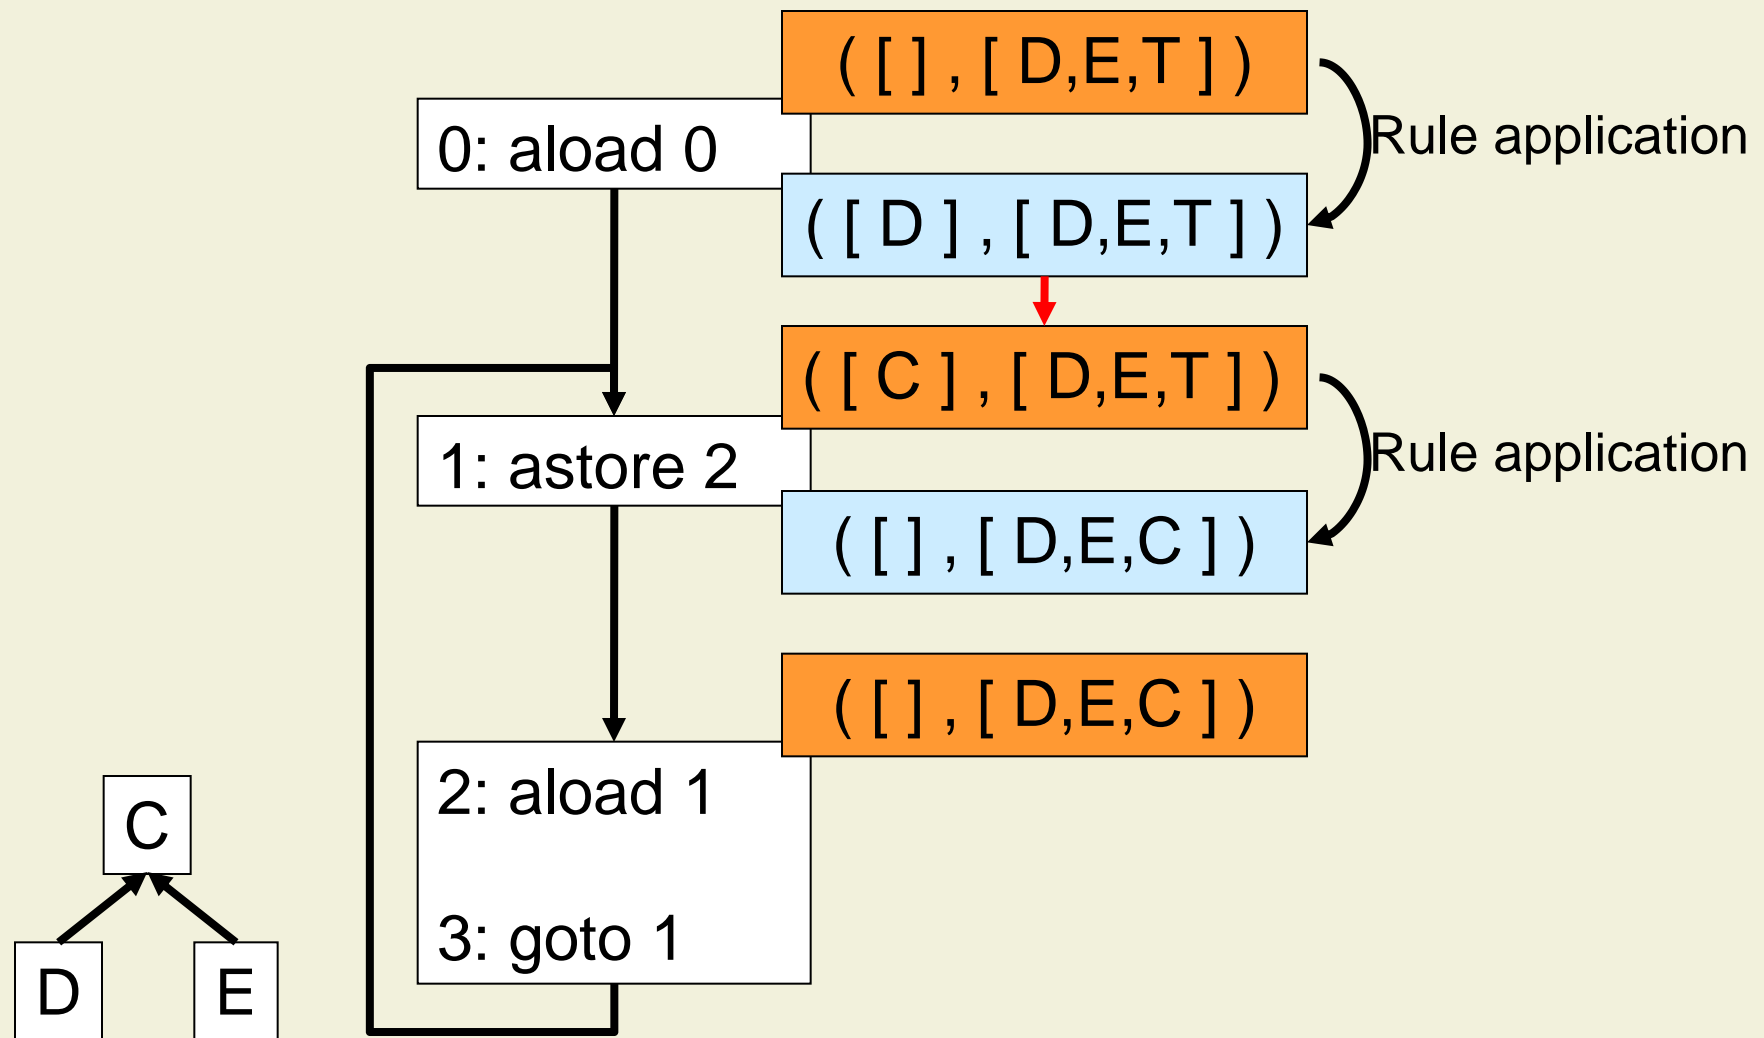 ( [ ] , [ D,E,T ] )
0: aload 0
Rule application
( [ D ] , [ D,E,T ] )
( [ C ] , [ D,E,T ] )
1: astore 2
Rule application
( [ ] , [ D,E,C ] )
( [ ] , [ D,E,C ] )
2: aload 1
3: goto 1
C
D
E